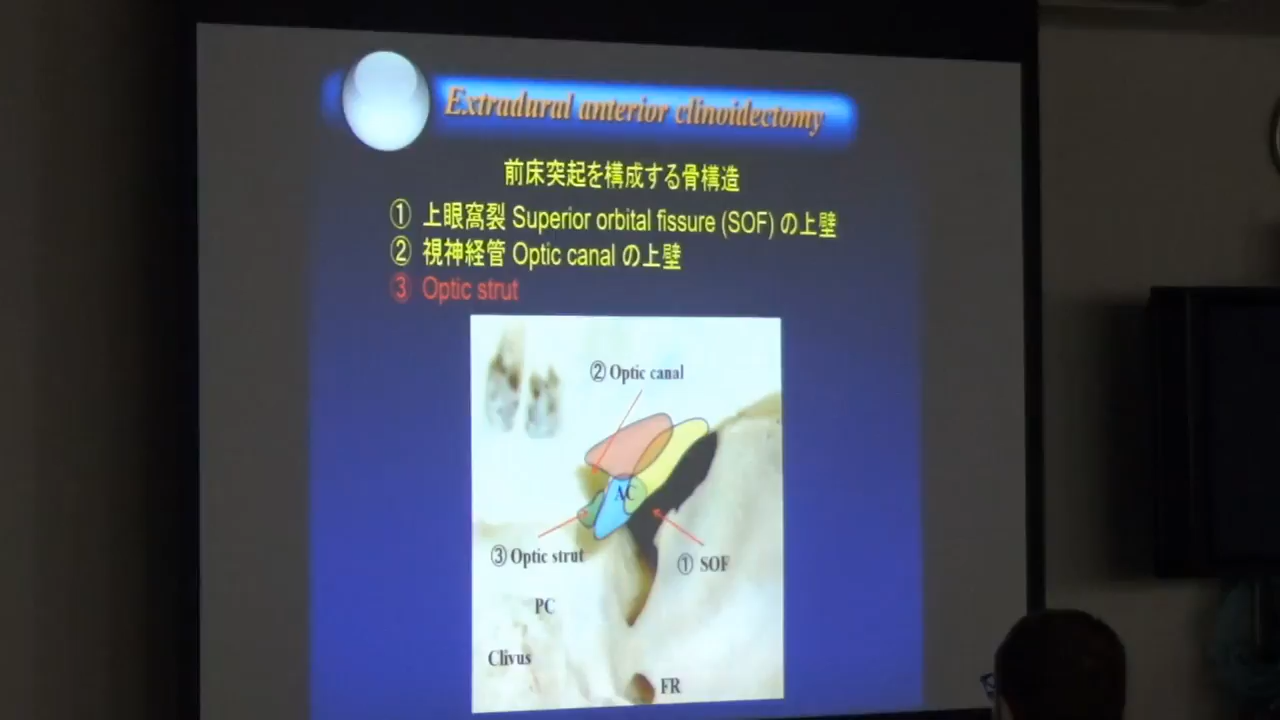 Extradural anterior clinoidectomy
前床突起を構成する骨構造
① 上眼窩裂 Superior orbital fissure (SOF) の上壁
② 視神経管 Optic canal の上壁
③ Optic strut
② Optic canal
AC
③ Optic strut
① SOF
PC
Clivus
FR